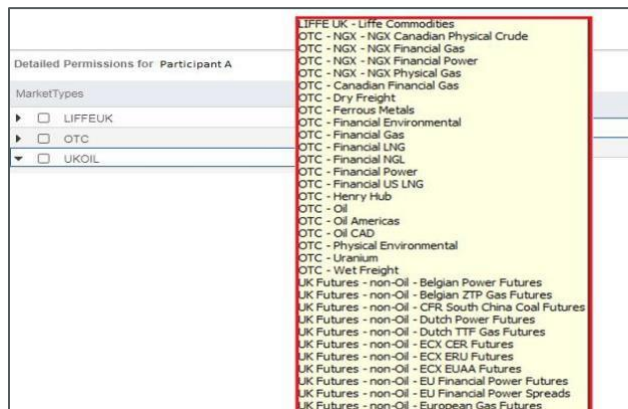 Detailed Permissions for Participant A
MarketTypes
LIFFEUK
OTC
UKOIL
LIFFE UK - Liffe Commodities
OTC - NGX - NGX Canadian Physical Crude
OTC - NGX - NGX Financial Gas
OTC - NGX - NGX Financial Power
OTC - NGX - NGX Physical Gas
OTC - Canadian Financial Gas
OTC - Dry Freight
OTC - Ferrous Metals
OTC - Financial Environmental
OTC - Financial Gas
OTC - Financial LNG
OTC - Financial NGL
OTC - Financial Power
OTC - Financial US LNG
OTC - Henry Hub
OTC - Oil
OTC - Oil Americas
OTC - Oil CAD
OTC - Physical Environmental
OTC - Uranium
OTC - Wet Freight
UK Futures - non-Oil - Belgian Power Futures
UK Futures - non-Oil - Belgian ZTP Gas Futures
UK Futures - non-Oil - CFR South China Coal Futures
UK Futures - non-Oil - Dutch Power Futures
UK Futures - non-Oil - Dutch TTF Gas Futures
UK Futures - non-Oil - ECX CER Futures
UK Futures - non-Oil - ECX ERU Futures
UK Futures - non-Oil - ECX EUAA Futures
UK Futures - non-Oil - EU Financial Power Futures
UK Futures - non-Oil - EU Financial Power Spreads
UK Futures - non-Oil - European Gas Futures